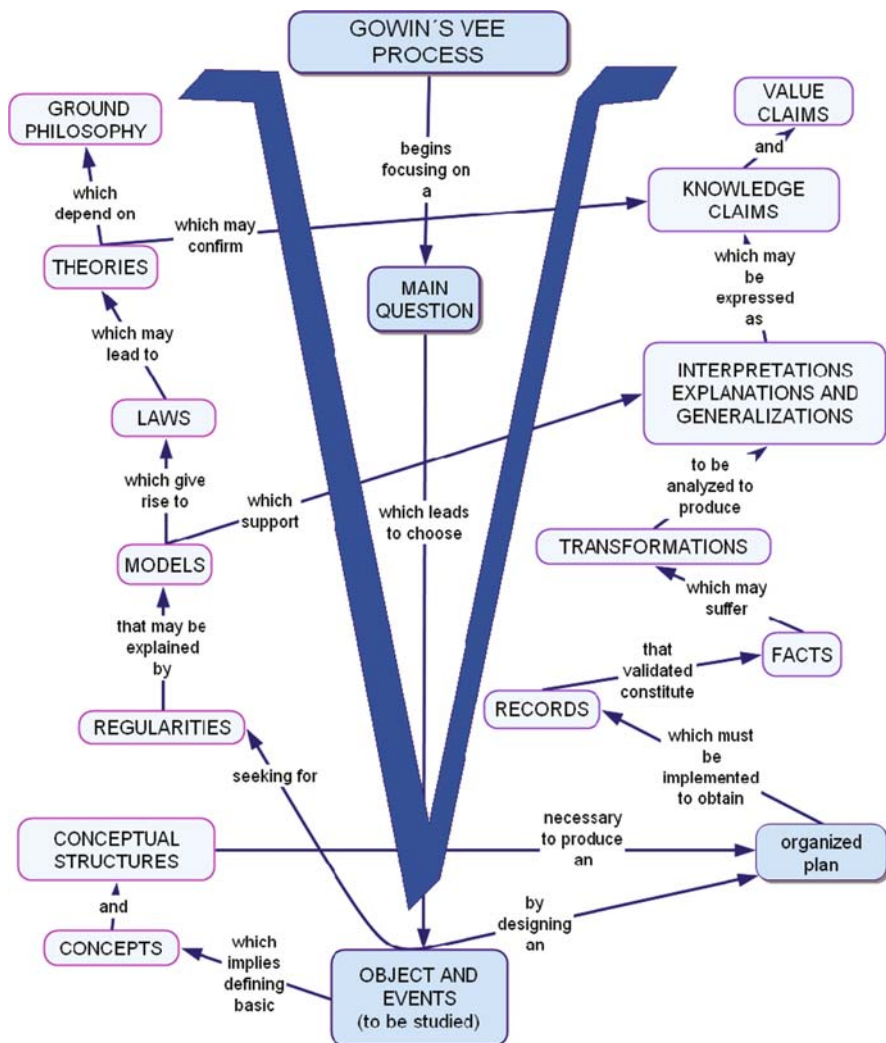 GOWIN´S VEE
PROCESS
begins
focusing on
a
MAIN
QUESTION
which leads
to choose
OBJECT AND
EVENTS
(to be studied)
which
implies
defining
basic
CONCEPTS
and
CONCEPTUAL
STRUCTURES
necessary
to produce
an
organized
plan
by
designing
an
seeking for
REGULARITIES
that may be
explained
by
MODELS
which give
rise to
LAWS
which may
lead to
THEORIES
which
depend on
GROUND
PHILOSOPHY
which may
confirm
which
support
which must
be
implemented
to obtain
RECORDS
that
validated
constitute
FACTS
which may
suffer
TRANSFORMATIONS
to be
analyzed to
produce
INTERPRETATIONS
EXPLANATIONS AND
GENERALIZATIONS
which may
be
expressed
as
KNOWLEDGE
CLAIMS
and
VALUE
CLAIMS